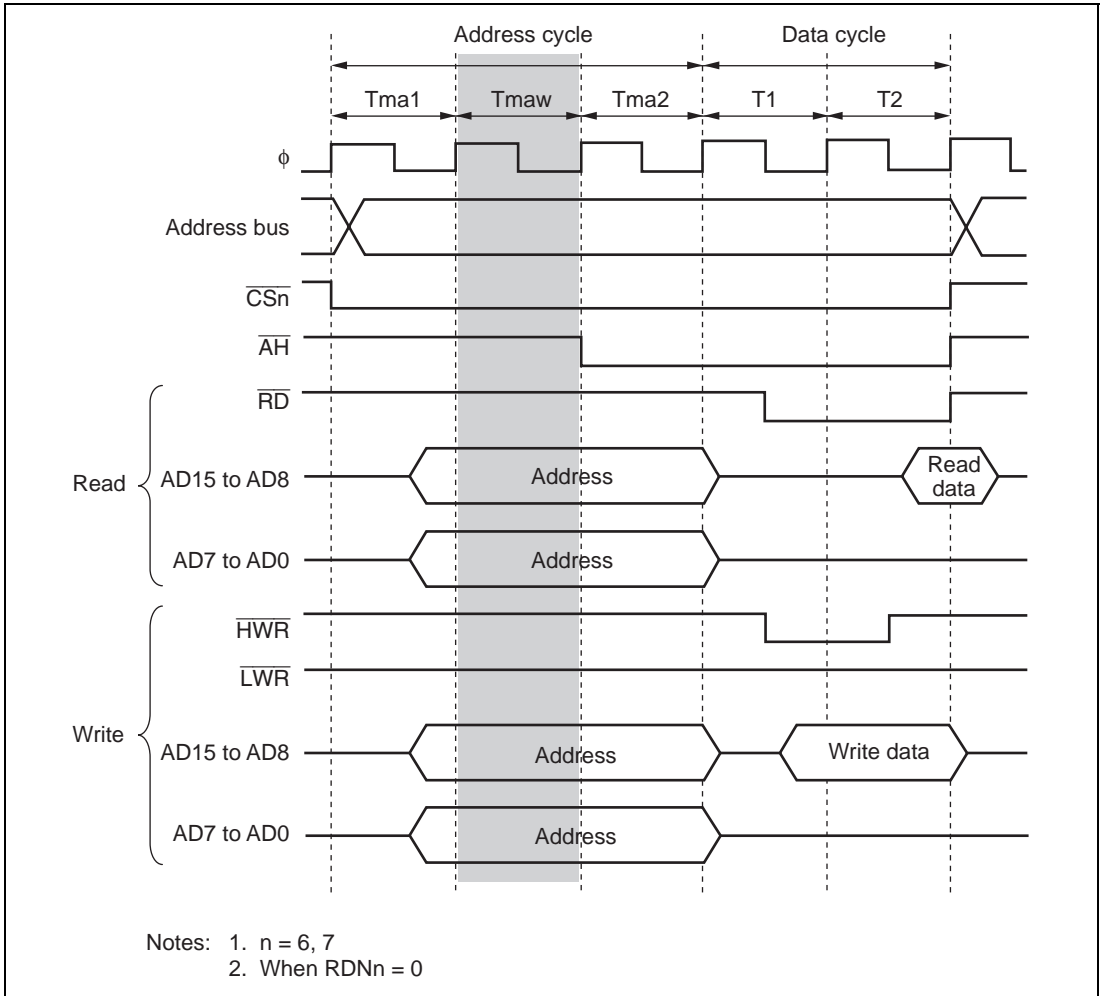 Address cycle Data cycle
Tma1 Tmaw Tma2 T1 T2
φ
Address bus
CSn
AH
RD
Read
AD15 to AD8 Address Read data
AD7 to AD0 Address
HWR
LWR
Write
AD15 to AD8 Address Write data
AD7 to AD0 Address
Notes: 1. n = 6, 7
2. When RDNn = 0